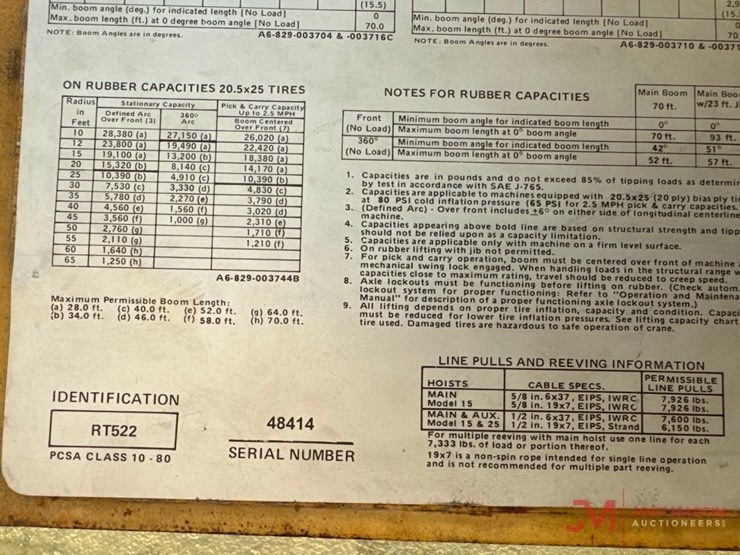 (15.5)
Min. boom angle (deg.) for indicated length [No Load] 0
Max. boom length (ft.) at 0 degree boom angle [No Load] 70.0
NOTE: Boom Angles are in degrees. A6-829-003704 & -003716C
2.9
(15.
Min. boom angle (deg.) for indicated length [No Load] 0
Max. boom length (ft.) at 0 degree boom angle [No Load] 70
NOTE: Boom Angles are in degrees. A6-829-003710 & -00371
ON RUBBER CAPACITIES 20.5x25 TIRES
Radius in Feet
Stationary Capacity
Defined Arc Over Front (3)
360° Arc
Pick & Carry Capacity
Up to 2.5 MPH
Boom Centered
Over Front (7)
10 28,380 (a) 27,150 (a) 26,020 (a)
12 23,800 (a) 19,490 (a) 22,420 (a)
15 19,100 (a) 13,200 (b) 18,380 (a)
20 15,320 (b) 8,140 (c) 14,170 (a)
25 10,390 (b) 4,910 (c) 10,390 (b)
30 7,530 (c) 3,330 (d) 4,830 (c)
35 5,780 (d) 2,270 (e) 3,790 (d)
40 4,560 (e) 1,560 (f) 3,020 (d)
45 3,560 (f) 1,000 (g) 2,310 (e)
50 2,760 (g) 1,710 (f)
55 2,110 (g) 1,210 (f)
60 1,640 (h)
65 1,250 (h)
A6-829-003744B
Maximum Permissible Boom Length:
(a) 28.0 ft. (c) 40.0 ft. (e) 52.0 ft. (g) 64.0 ft.
(b) 34.0 ft. (d) 46.0 ft. (f) 58.0 ft. (h) 70.0 ft.
NOTES FOR RUBBER CAPACITIES
Main Boom 70 ft.
Main Boo
w/23 ft. J
Front (No Load)
Minimum boom angle for indicated boom length 0° 0°
Maximum boom length at 0° boom angle 70 ft. 93 ft.
360° (No Load)
Minimum boom angle for indicated boom length 42° 51°
Maximum boom length at 0° boom angle 52 ft. 57 ft.
1. Capacities are in pounds and do not exceed 85% of tipping loads as determin
by test in accordance with SAE J-765.
2. Capacities are applicable to machines equipped with 20.5x25 (20 ply) bias ply ti
at 80 PSI cold inflation pressure (65 PSI for 2.5 MPH pick & carry capacities.
3. (Defined Arc) - Over front includes ±6° on either side of longitudinal centerline
machine.
4. Capacities appearing above bold line are based on structural strength and tipp
should not be relied upon as a capacity limitation.
5. Capacities are applicable only with machine on a firm level surface.
6. On rubber lifting with jib not permitted.
7. For pick and carry operation, boom must be centered over front of machine
mechanical swing lock engaged. When handling loads in the structural range w
capacities close to maximum rating, travel should be reduced to creep speed.
8. Axle lockouts must be functioning before lifting on rubber. (Check autom
lockout system for proper functioning: Refer to "Operation and Maintena
Manual" for description of a proper functioning axle lockout system.)
9. All lifting depends on proper tire inflation, capacity and condition. Capaci
must be reduced for lower tire inflation pressures. See lifting capacity chart
tire used. Damaged tires are hazardous to safe operation of crane.
LINE PULLS AND REEVING INFORMATION
HOISTS CABLE SPECS. PERMISSIBLE LINE PULLS
MAIN 5/8 in. 6x37, EIPS, IWRC 7,926 lbs.
Model 15 5/8 in. 19x7, EIPS, IWRC 7,926 lbs.
MAIN & AUX. 1/2 in. 6x37, EIPS, IWRC 7,600 lbs.
Model 15 & 25 1/2 in. 19x7, EIPS, Strand 6,150 lbs.
For multiple reeving with main hoist use one line for each
7,333 lbs. of load or portion thereof.
19x7 is a non-spin rope intended for single line operation
and is not recommended for multiple part reeving.
IDENTIFICATION
RT522
PCSA CLASS 10 - 80
48414
SERIAL NUMBER
JM
AUCTIONEERS